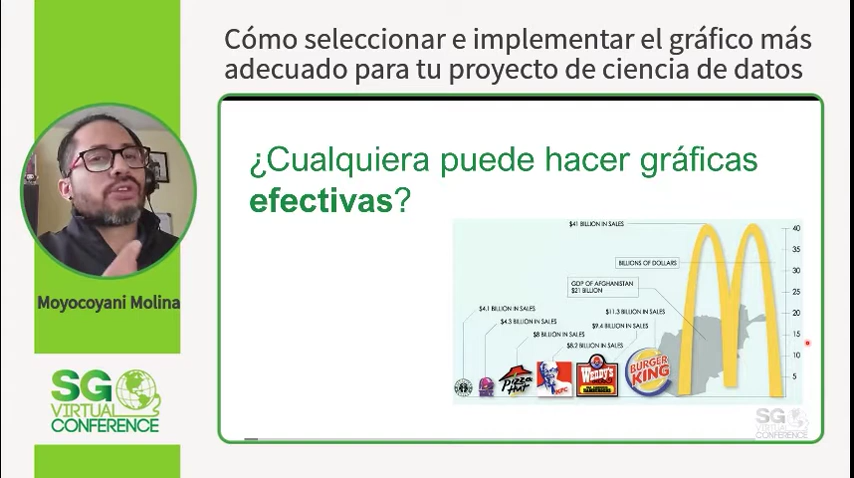 Cómo seleccionar e implementar el gráfico más
adecuado para tu proyecto de ciencia de datos
¿Cualquiera puede hacer gráficas
efectivas?
$41 BILLION IN SALES
40
35
BILLIONS OF DOLLARS
30
GDP OF AFGHANISTAN
$21 BILLION
25
20
15
10
5
$4.1 BILLION IN SALES
$4.3 BILLION IN SALES
$8 BILLION IN SALES
$8.2 BILLION IN SALES
$9.4 BILLION IN SALES
$11.3 BILLION IN SALES
Pizza
Hut
KFC
Wendy's
BURGER
KING
Moyocoyani Molina
SG
VIRTUAL
CONFERENCE
SG
VIRTUAL
CONFERENCE